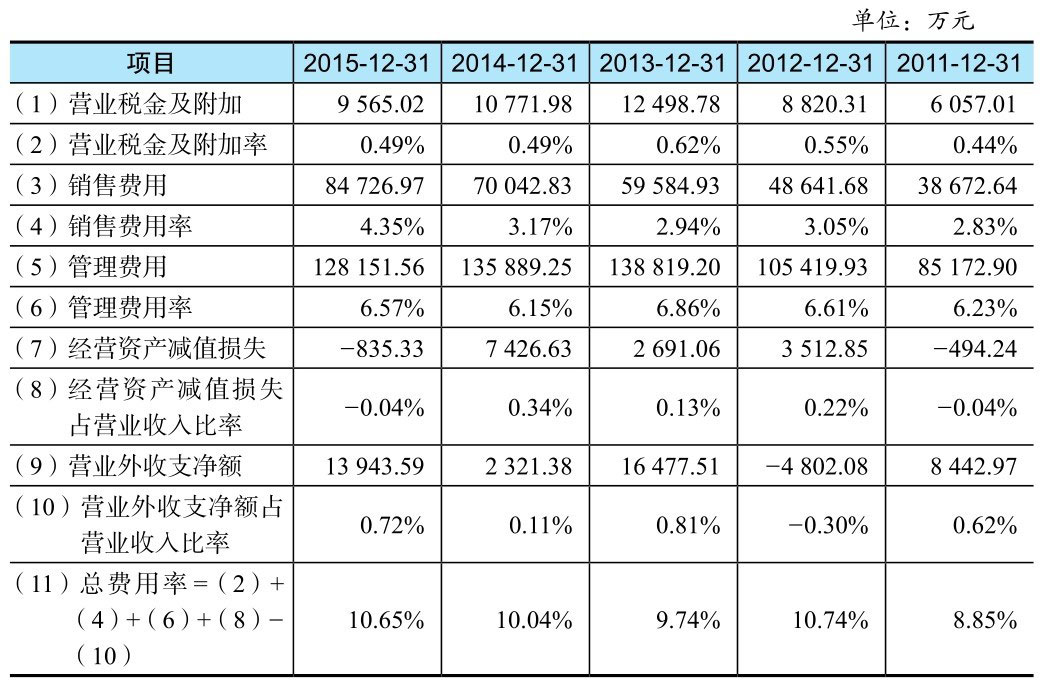 单位：万元
项目 2015-12-31 2014-12-31 2013-12-31 2012-12-31 2011-12-31
（1）营业税金及附加 9 565.02 10 771.98 12 498.78 8 820.31 6 057.01
（2）营业税金及附加率 0.49% 0.49% 0.62% 0.55% 0.44%
（3）销售费用 84 726.97 70 042.83 59 584.93 48 641.68 38 672.64
（4）销售费用率 4.35% 3.17% 2.94% 3.05% 2.83%
（5）管理费用 128 151.56 135 889.25 138 819.20 105 419.93 85 172.90
（6）管理费用率 6.57% 6.15% 6.86% 6.61% 6.23%
（7）经营资产减值损失 −835.33 7 426.63 2 691.06 3 512.85 −494.24
（8）经营资产减值损失
占营业收入比率 −0.04% 0.34% 0.13% 0.22% −0.04%
（9）营业外收支净额 13 943.59 2 321.38 16 477.51 −4 802.08 8 442.97
（10）营业外收支净额占
营业收入比率 0.72% 0.11% 0.81% −0.30% 0.62%
（11）总费用率=（2）+
（4）+（6）+（8）− 10.65% 10.04% 9.74% 10.74% 8.85%
（10）